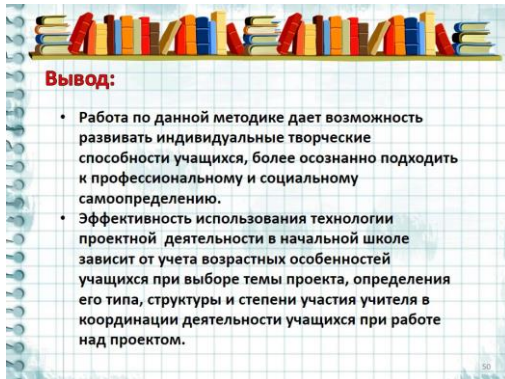 Вывод:
• Работа по данной методике дает возможность
развивать индивидуальные творческие
способности учащихся, более осознанно подходить
к профессиональному и социальному
самоопределению.
• Эффективность использования технологии
проектной деятельности в начальной школе
зависит от учета возрастных особенностей
учащихся при выборе темы проекта, определения
его типа, структуры и степени участия учителя в
координации деятельности учащихся при работе
над проектом.
50